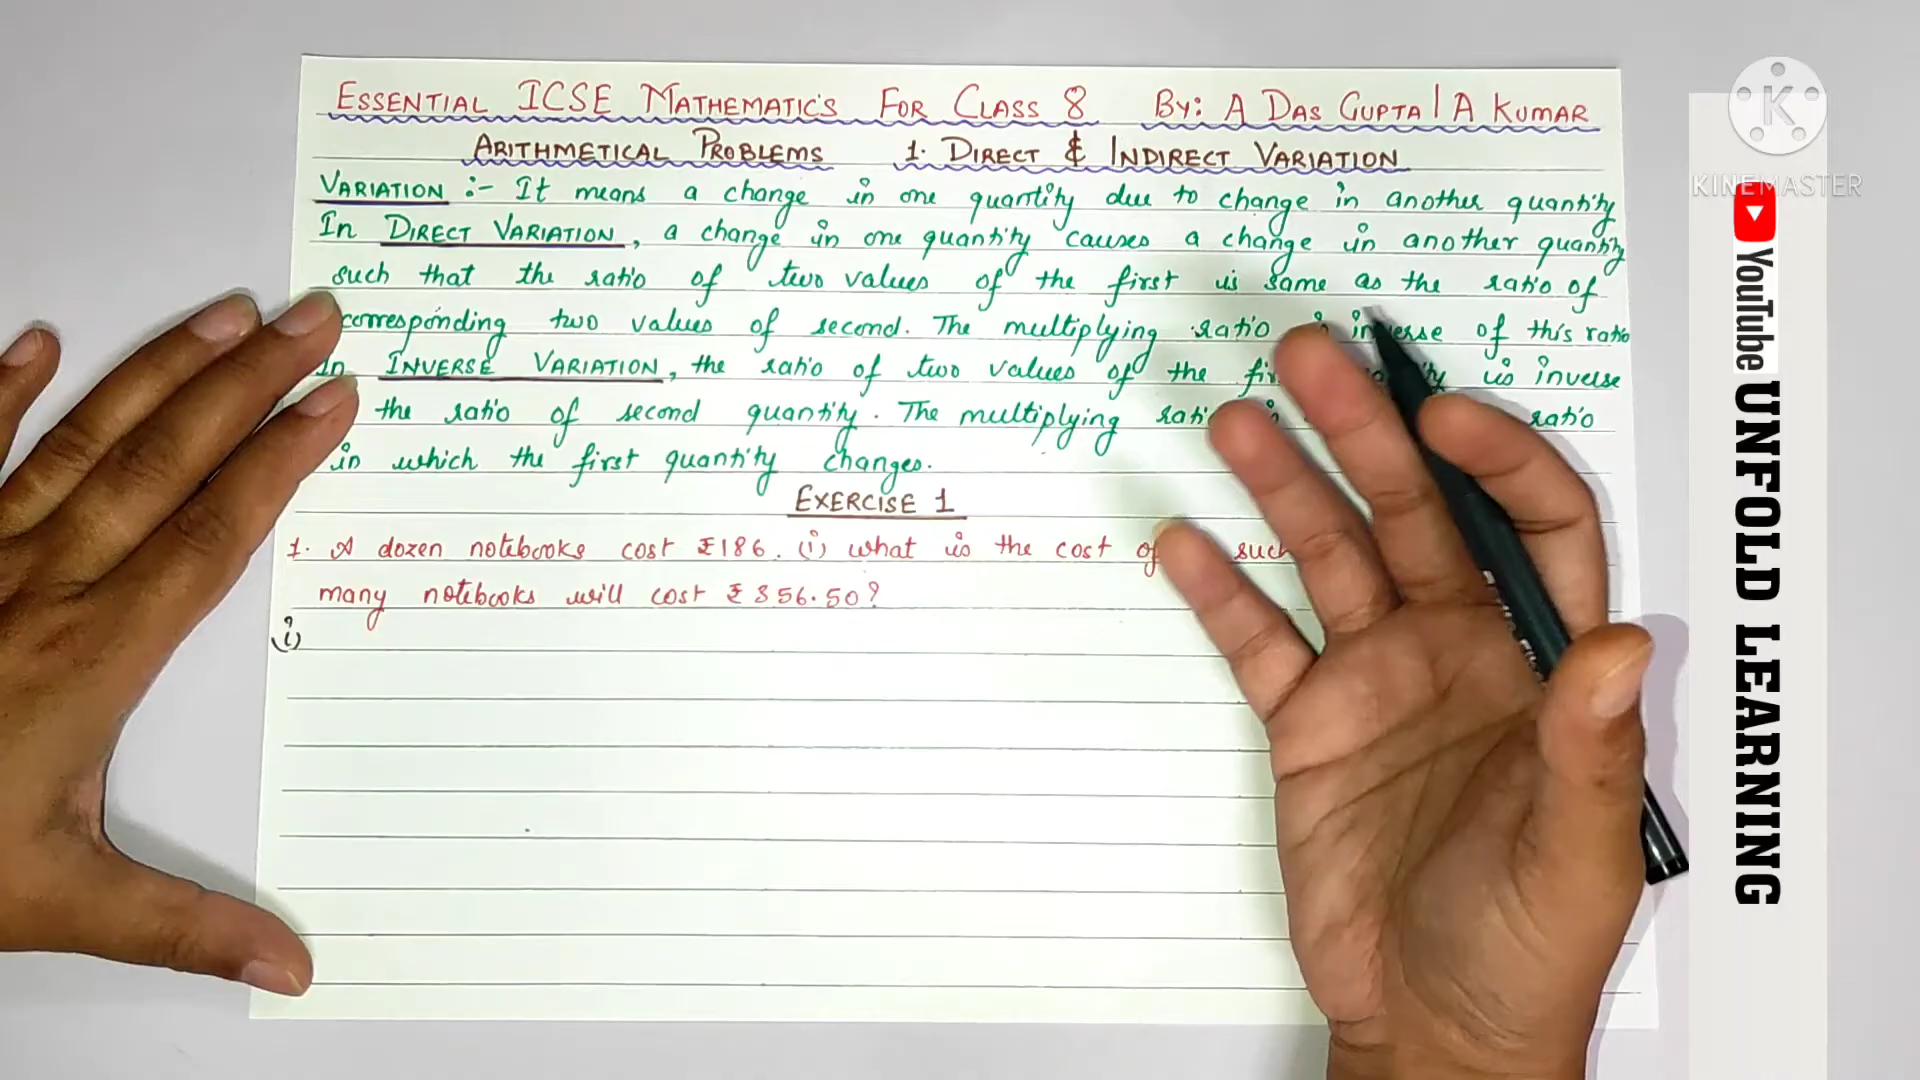 ESSENTIAL ICSE MATHEMATICS FOR CLASS 8 BY: A DAS GUPTA | A KUMAR
ARITHMETICAL PROBLEMS 1. DIRECT & INDIRECT VARIATION
VARIATION :- It means a change in one quantity due to change in another quantity
In DIRECT VARIATION, a change in one quantity causes a change in another quantity
such that the ratio of two values of the first is same as the ratio of
corresponding two values of second. The multiplying ratio inverse of this ratio
In INVERSE VARIATION, the ratio of two values of the is inverse
the ratio of second quantity. The multiplying ratio
in which the first quantity changes.
EXERCISE 1
1. A dozen notebooks cost ₹186. (i) what is the cost of such
many notebooks will cost ₹ 356.50?
(i)
K
KINEMASTER
YouTube UNFOLD LEARNING